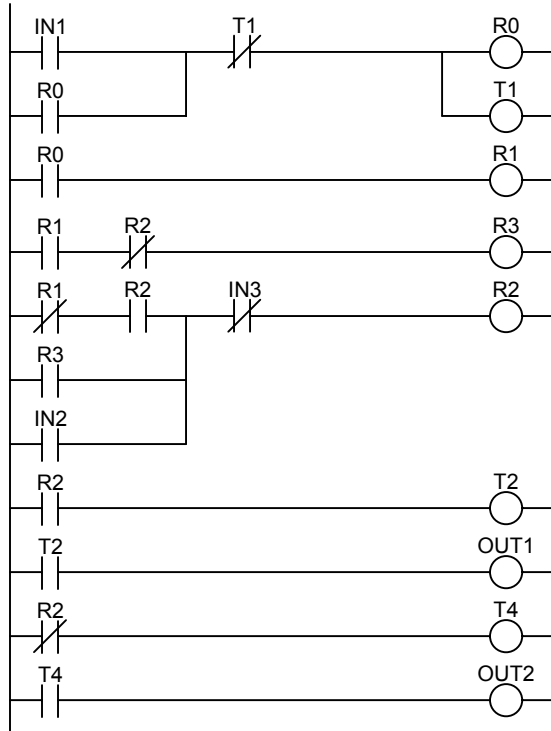 IN1 T1 R0
R0 T1
R0 R1
R1 R2 R3
R1 R2 IN3 R2
R3
IN2
R2 T2
T2 OUT1
R2 T4
T4 OUT2